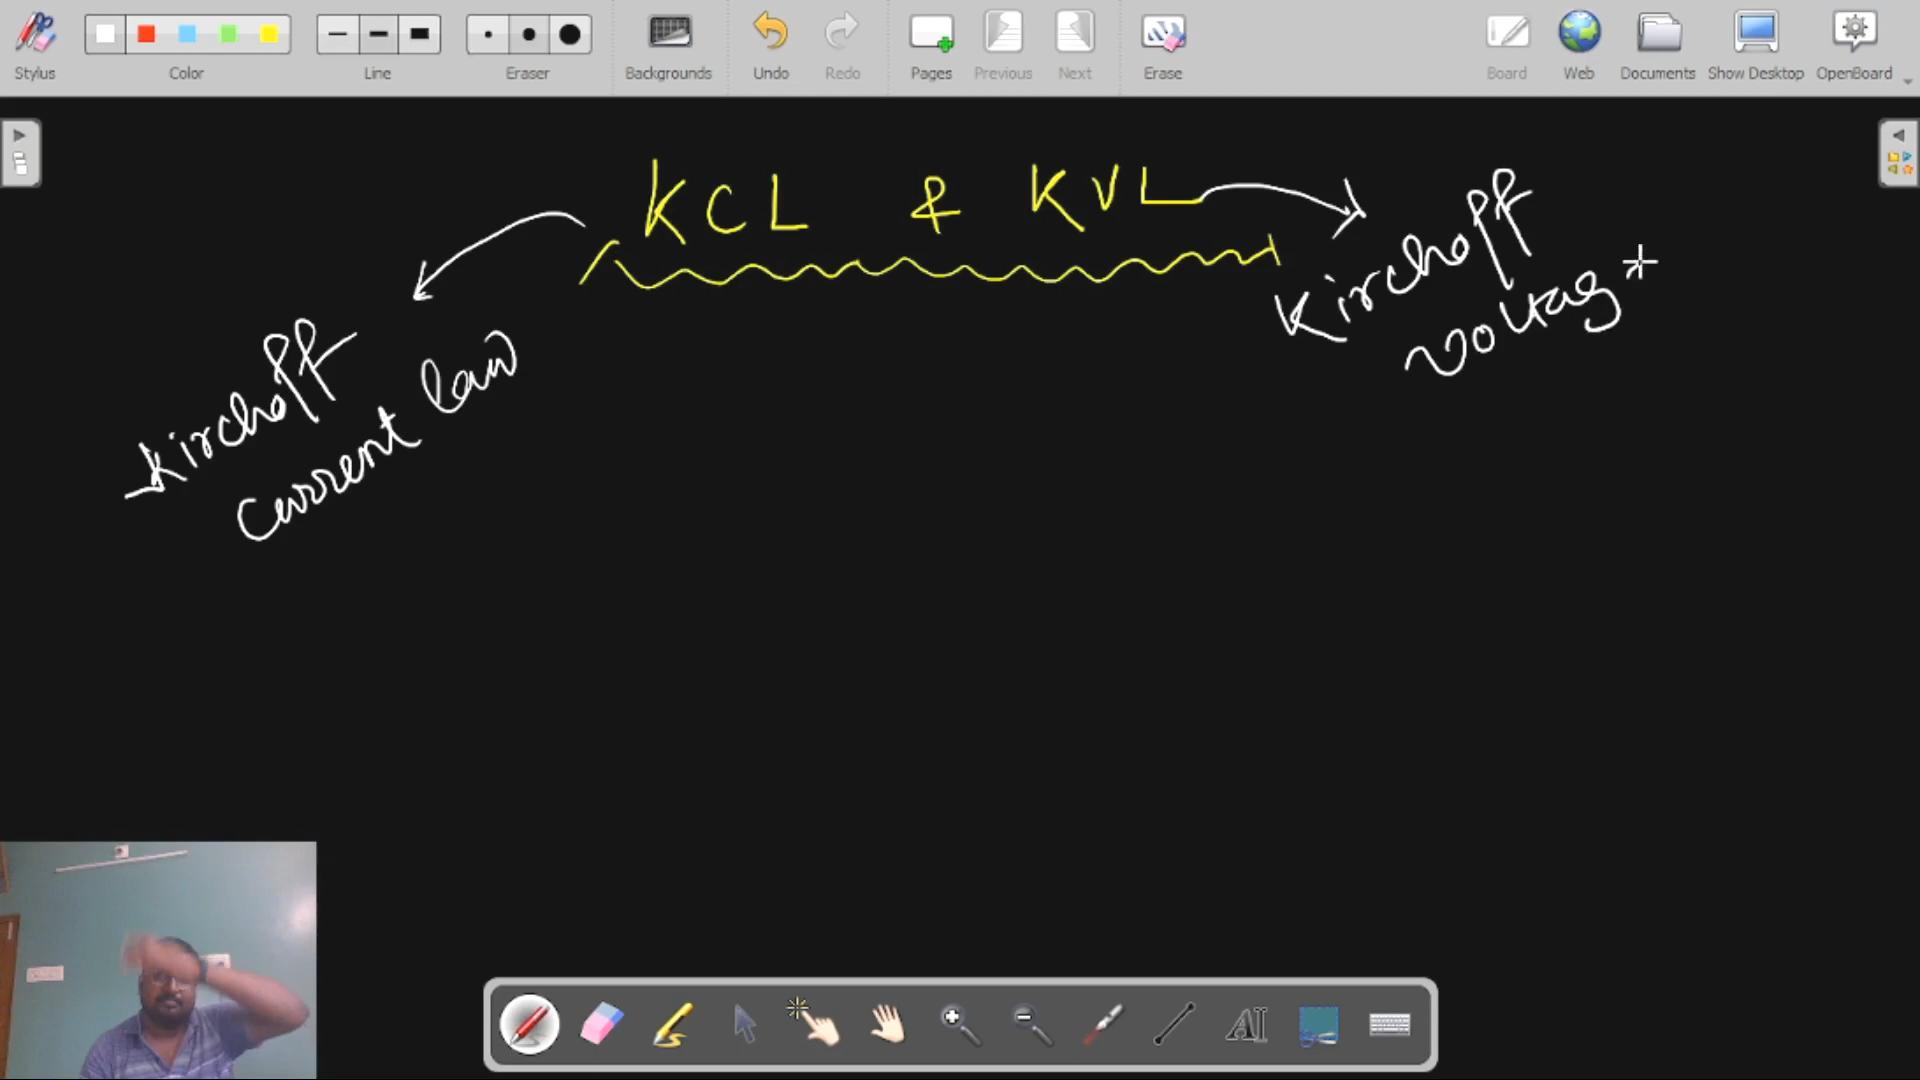 Stylus
Color
Line
Eraser
Backgrounds
Undo
Redo
Pages
Previous
Next
Erase
Board
Web
Documents
Show Desktop
OpenBoard
KCL & KVL
Kirchoff
current law
Kirchoff
Voltag